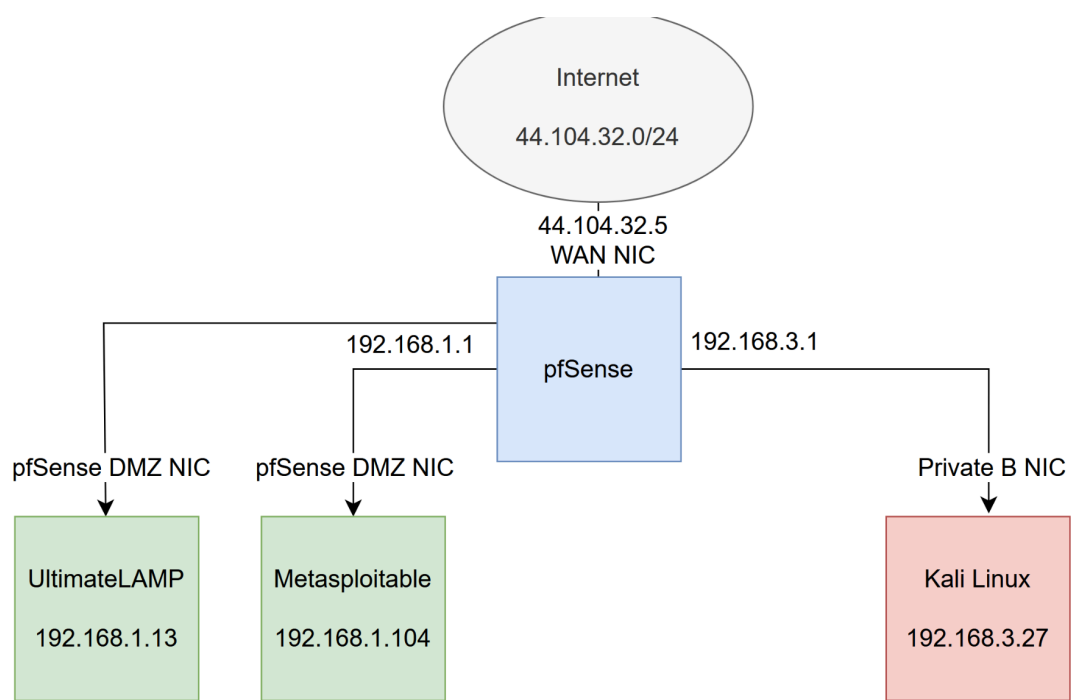 Internet
44.104.32.0/24
44.104.32.5
WAN NIC
192.168.1.1
192.168.3.1
pfSense
pfSense DMZ NIC
pfSense DMZ NIC
Private B NIC
UltimateLAMP
192.168.1.13
Metasploitable
192.168.1.104
Kali Linux
192.168.3.27